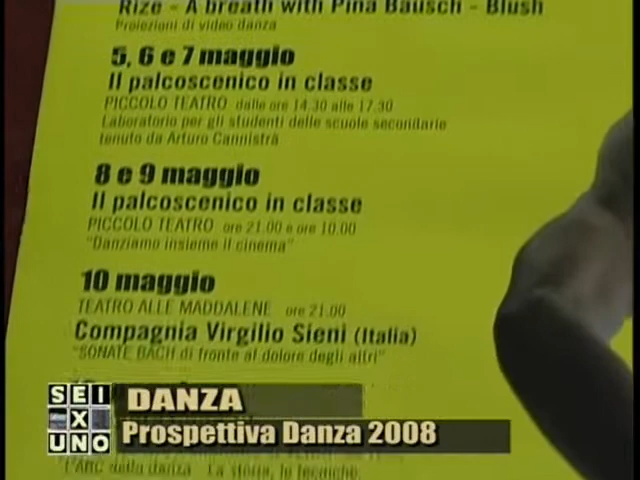 Rize - A breath with Pina Bausch - Blush
Proiezioni di video danza
5, 6 e 7 maggio
Il palcoscenico in classe
PICCOLO TEATRO dalle ore 14.30 alle 17.30
Laboratorio per gli studenti delle scuole secondarie
tenuto da Arturo Cannistrà
8 e 9 maggio
Il palcoscenico in classe
PICCOLO TEATRO ore 21.00 e ore 10.00
"Danziamo insieme il cinema"
10 maggio
TEATRO ALLE MADDALENE ore 21.00
Compagnia Virgilio Sieni (Italia)
"SONATE BACH di fronte al dolore degli altri"
SEI
X
UNO
DANZA
Prospettiva Danza 2008
L'ABC della danza La storia, le tecniche